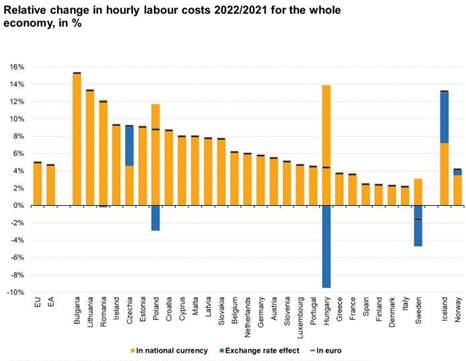 Relative change in hourly labour costs 2022/2021 for the whole
economy, in %
16%
14%
12%
10%
8%
6%
4%
2%
0%
-2%
-4%
-6%
-8%
-10%
EU
EA
Bulgaria
Lithuania
Romania
Ireland
Czechia
Estonia
Poland
Croatia
Cyprus
Malta
Latvia
Slovakia
Belgium
Netherlands
Germany
Austria
Slovenia
Luxembourg
Portugal
Hungary
Greece
France
Spain
Finland
Denmark
Italy
Sweden
Iceland
Norway
In national currency
Exchange rate effect
In euro